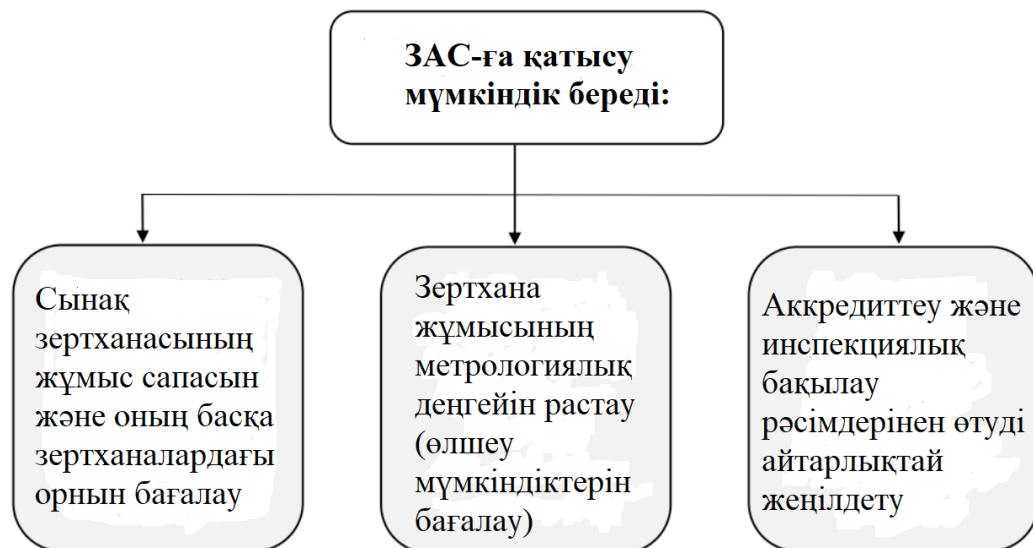 ЗАС-ға қатысу
мүмкіндік береді:
Сынақ
зертханасының
жұмыс сапасын
және оның басқа
зертханалардағы
орнын бағалау
Зертхана
жұмысының
метрологиялық
деңгейін растау
(өлшеу
мүмкіндіктерін
бағалау)
Аккредиттеу және
инспекциялық
бақылау
рәсімдерінен өтуді
айтарлықтай
жеңілдету